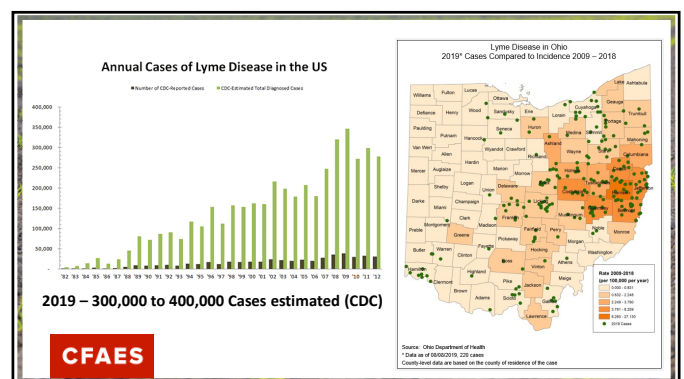 Annual Cases of Lyme Disease in the US
Number of CDC-Reported Cases CDC-Estimated Total Diagnosed Cases
400,000
350,000
300,000
250,000
200,000
150,000
100,000
50,000
-
'82 '83 '84 '85 '86 '87 '88 '89 '90 '91 '92 '93 '94 '95 '96 '97 '98 '99 '00 '01 '02 '03 '04 '05 '06 '07 '08 '09 '10 '11 '12
2019 – 300,000 to 400,000 Cases estimated (CDC)
CFAES
Lyme Disease in Ohio
2019* Cases Compared to Incidence 2009 – 2018
Williams Fulton Lucas Ottawa Lake Ashtabula
Defiance Henry Wood Sandusky Erie Lorain Cuyahoga Geauga Trumbull
Paulding Putnam Hancock Seneca Huron Medina Summit Portage Mahoning
Van Wert Allen Wyandot Crawford Richland Ashland Wayne Columbiana
Mercer Auglaize Hardin Marion Morrow Holmes
Shelby Logan Union Delaware
Darke Miami Champaign Licking Muskingum
Clark Madison Franklin Fairfield Perry Noble Monroe
Preble Montgomery Greene Fayette Pickaway Morgan Washington
Butler Warren Clinton Ross Hocking Athens
Hamilton Clermont Highland Vinton Meigs
Brown Adams Pike Jackson
Scioto Gallia
Lawrence
Rate 2009-2018
(per 100,000 per year)
0.000 - 0.831
0.832 - 2.248
2019 Cases
Source: Ohio Department of Health
* Data as of 08/08/2019, 220 cases
County-level data are based on the county of residence of the case